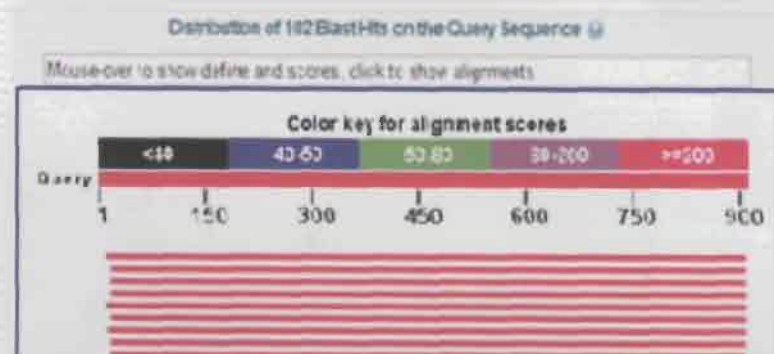 Distribution of 102 Blast Hits on the Query Sequence
Mouse-over to show define and scores, click to show alignments
Color key for alignment scores
<40 40-50 50-80 80-200 >=200
Query
1 150 300 450 600 750 900